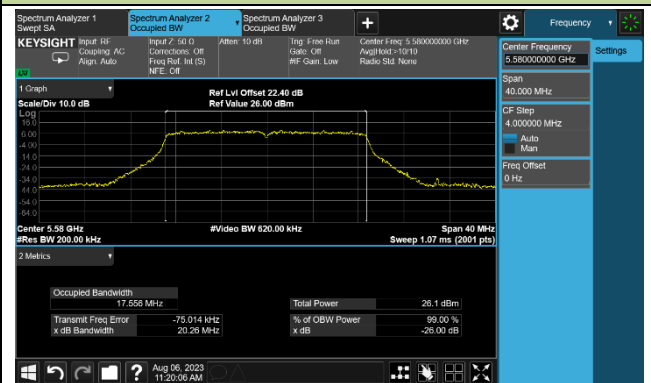 Spectrum Analyzer 1
Swept SA
Spectrum Analyzer 2
Occupied BW
Spectrum Analyzer 3
Occupied BW
+
Frequency
KEYSIGHT
Input: RF
Coupling: AC
Align: Auto
Input Z: 50 Ω
Corrections: Off
Freq Ref: Int (S)
NFE: Off
Atten: 10 dB
Trig: Free Run
Gate: Off
#IF Gain: Low
Center Freq: 5.580000000 GHz
Avg|Hold:>10/10
Radio Std: None
LXI
Center Frequency
5.580000000 GHz
Settings
Span
40.000 MHz
CF Step
4.000000 MHz
Auto
Man
Freq Offset
0 Hz
1 Graph
Scale/Div 10.0 dB
Ref Lvl Offset 22.40 dB
Ref Value 26.00 dBm
Log
16.0
6.00
-4.00
-14.0
-24.0
-34.0
-44.0
-54.0
-64.0
Center 5.58 GHz
#Res BW 200.00 kHz
#Video BW 620.00 kHz
Span 40 MHz
Sweep 1.07 ms (2001 pts)
2 Metrics
Occupied Bandwidth
17.556 MHz
Transmit Freq Error
-75.014 kHz
x dB Bandwidth
20.26 MHz
Total Power
26.1 dBm
% of OBW Power
99.00 %
x dB
-26.00 dB
?
Aug 06, 2023
11:20:06 AM